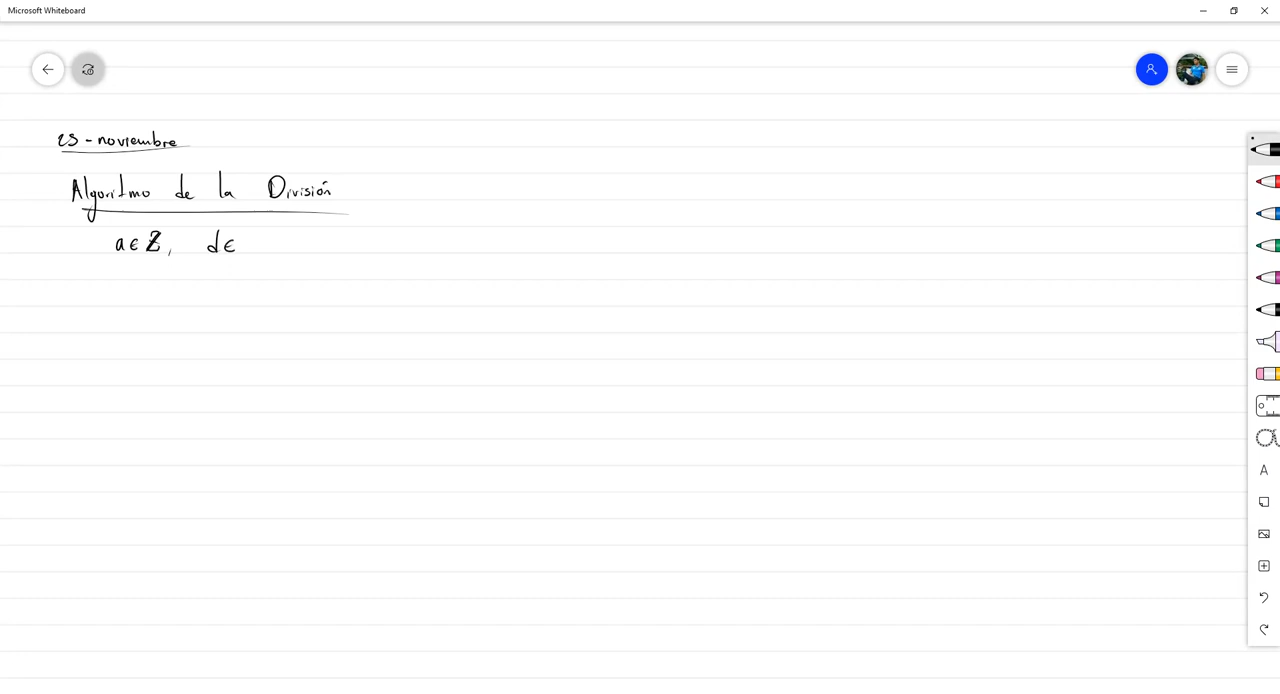 Microsoft Whiteboard
25-noviembre
Algoritmo de la División
a∈ℤ, d∈
A